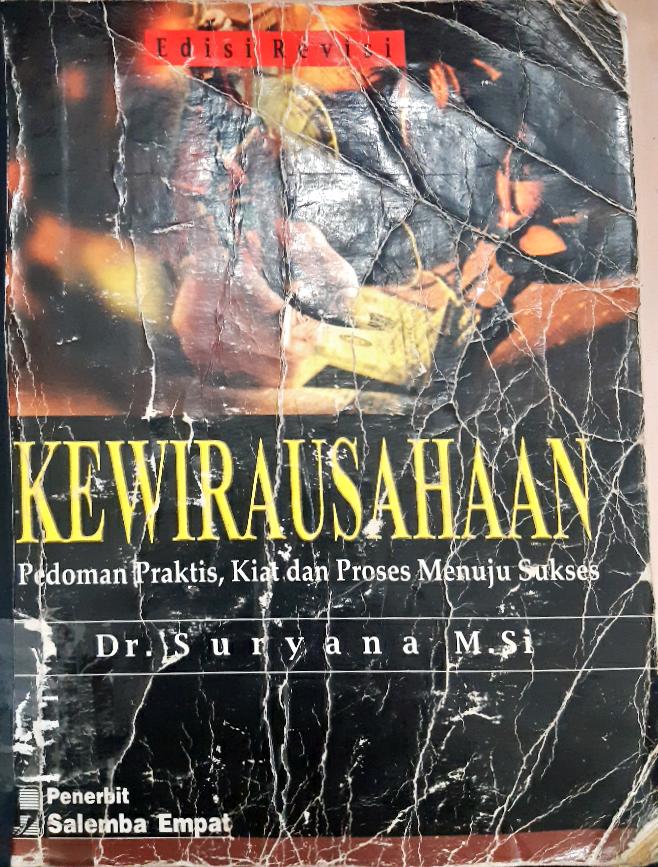 Edisi Revisi
KEWIRAUSAHAAN
Pedoman Praktis, Kiat dan Proses Menuju Sukses
Dr. Suryana M.Si
Penerbit
Salemba Empat